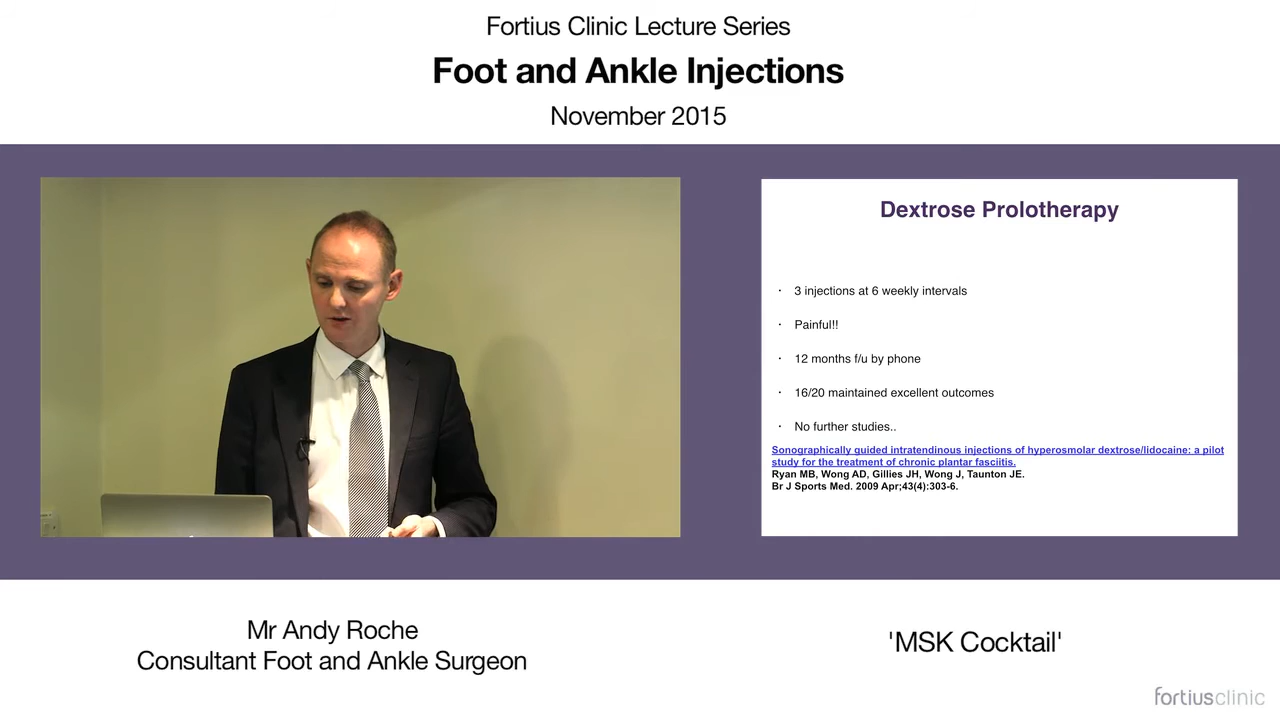 Fortius Clinic Lecture Series
Foot and Ankle Injections
November 2015
Dextrose Prolotherapy
· 3 injections at 6 weekly intervals
· Painful!!
· 12 months f/u by phone
· 16/20 maintained excellent outcomes
· No further studies..
Sonographically guided intratendinous injections of hyperosmolar dextrose/lidocaine: a pilot
study for the treatment of chronic plantar fasciitis.
Ryan MB, Wong AD, Gillies JH, Wong J, Taunton JE.
Br J Sports Med. 2009 Apr;43(4):303-6.
Mr Andy Roche
Consultant Foot and Ankle Surgeon
'MSK Cocktail'
fortiusclinic